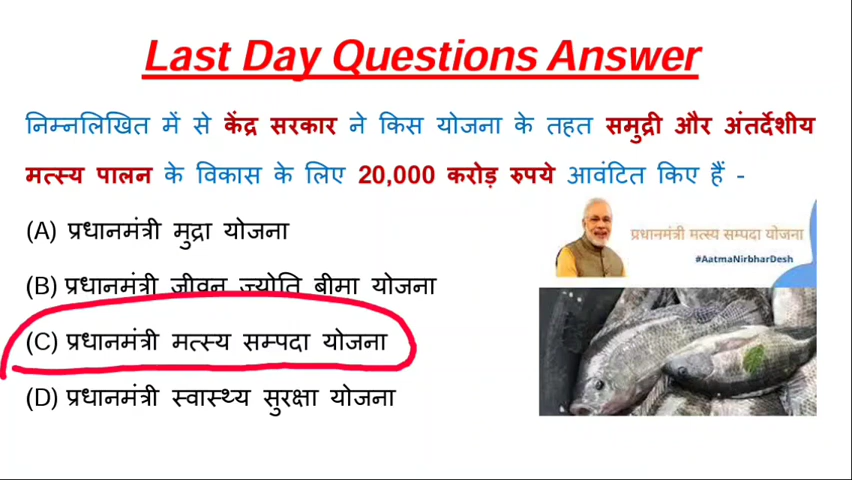 Last Day Questions Answer
निम्नलिखित में से केंद्र सरकार ने किस योजना के तहत समुद्री और अंतर्देशीय
मत्स्य पालन के विकास के लिए 20,000 करोड़ रुपये आवंटित किए हैं -
(A) प्रधानमंत्री मुद्रा योजना
(B) प्रधानमंत्री जीवन ज्योति बीमा योजना
(C) प्रधानमंत्री मत्स्य सम्पदा योजना
(D) प्रधानमंत्री स्वास्थ्य सुरक्षा योजना
प्रधानमंत्री मत्स्य सम्पदा योजना
#AatmaNirbharDesh